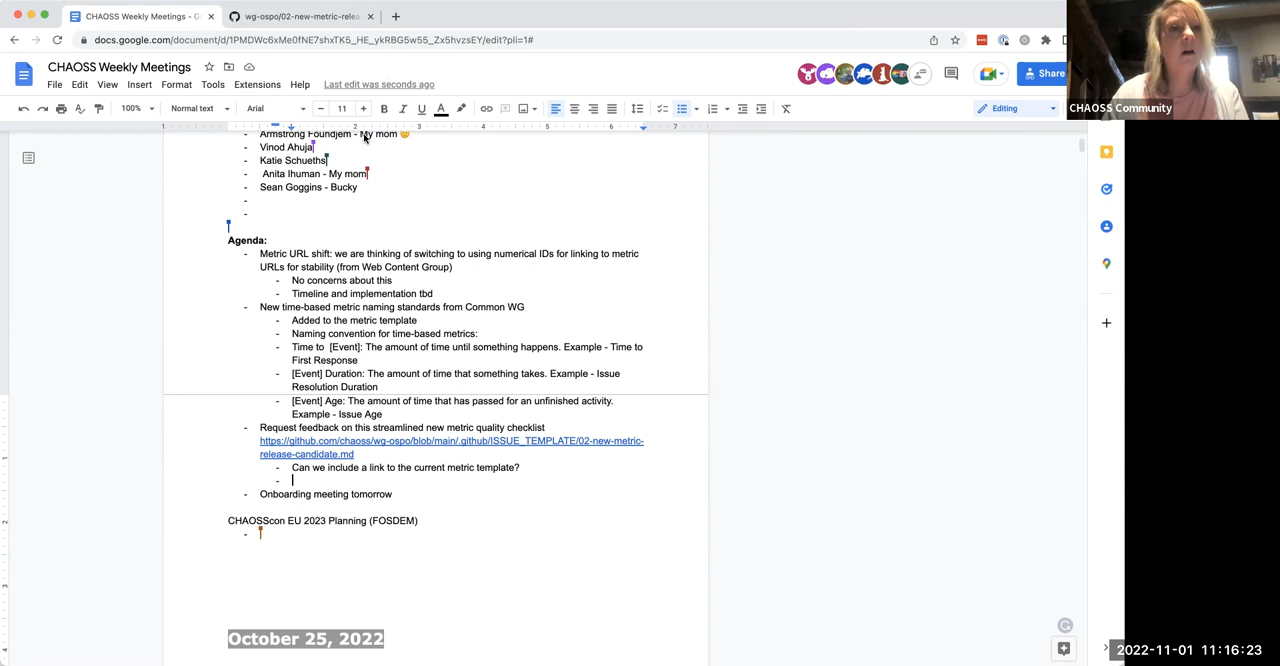 CHAOSS Weekly Meetings - G
wg-ospo/02-new-metric-relea
docs.google.com/document/d/1PMDWc6xMe0fNE7shxTK5_HE_ykRBG5w55_Zx5hvzsEY/edit?pli=1#
CHAOSS Weekly Meetings
File Edit View Insert Format Tools Extensions Help Last edit was seconds ago
Share
CHAOSS Community
100% Normal text Arial 11 Editing
1 2 3 4 5 6 7
- Armstrong Foundjem - My mom
- Vinod Ahuja
- Katie Schueths
- Anita Ihuman - My mom
- Sean Goggins - Bucky
-
-
Agenda:
- Metric URL shift: we are thinking of switching to using numerical IDs for linking to metric
URLs for stability (from Web Content Group)
- No concerns about this
- Timeline and implementation tbd
- New time-based metric naming standards from Common WG
- Added to the metric template
- Naming convention for time-based metrics:
- Time to [Event]: The amount of time until something happens. Example - Time to
First Response
- [Event] Duration: The amount of time that something takes. Example - Issue
Resolution Duration
- [Event] Age: The amount of time that has passed for an unfinished activity.
Example - Issue Age
- Request feedback on this streamlined new metric quality checklist
https://github.com/chaoss/wg-ospo/blob/main/.github/ISSUE_TEMPLATE/02-new-metric-
release-candidate.md
- Can we include a link to the current metric template?
-
- Onboarding meeting tomorrow
CHAOSScon EU 2023 Planning (FOSDEM)
-
October 25, 2022
2022-11-01 11:16:23